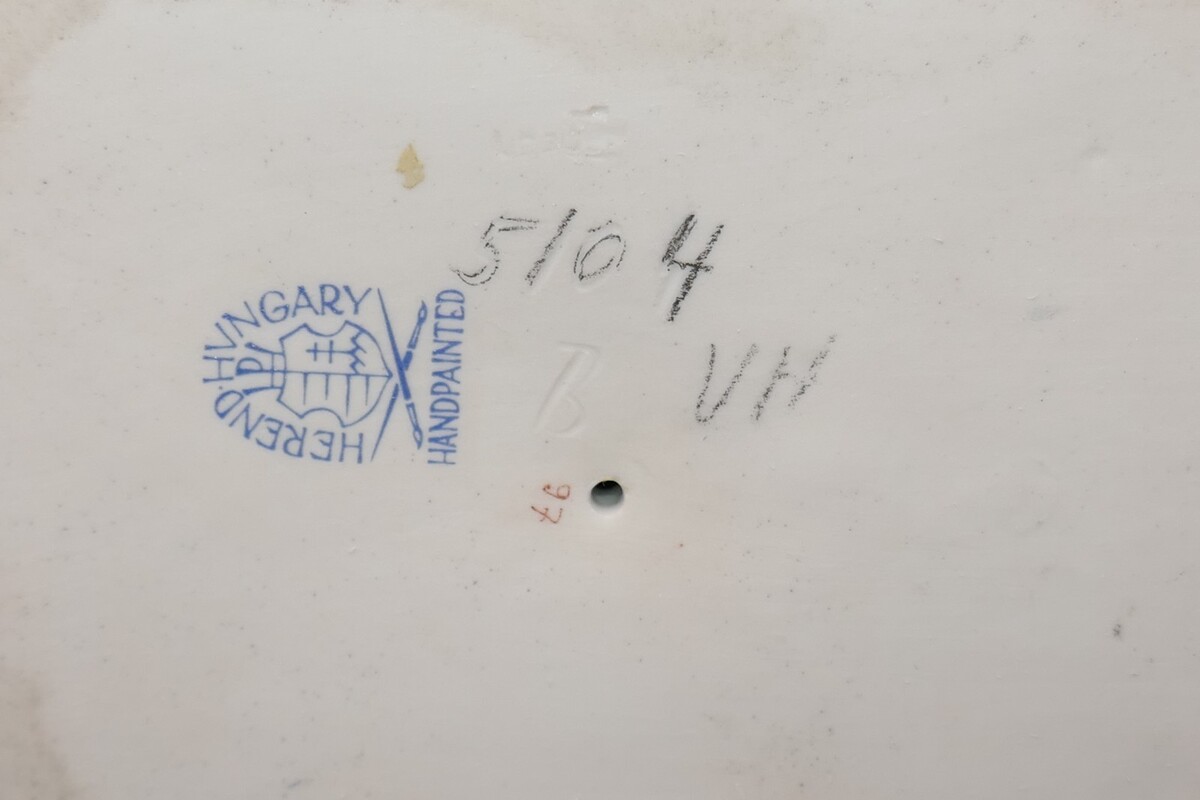 5104
HEREND·HUNGARY
HANDPAINTED
B
VH
97